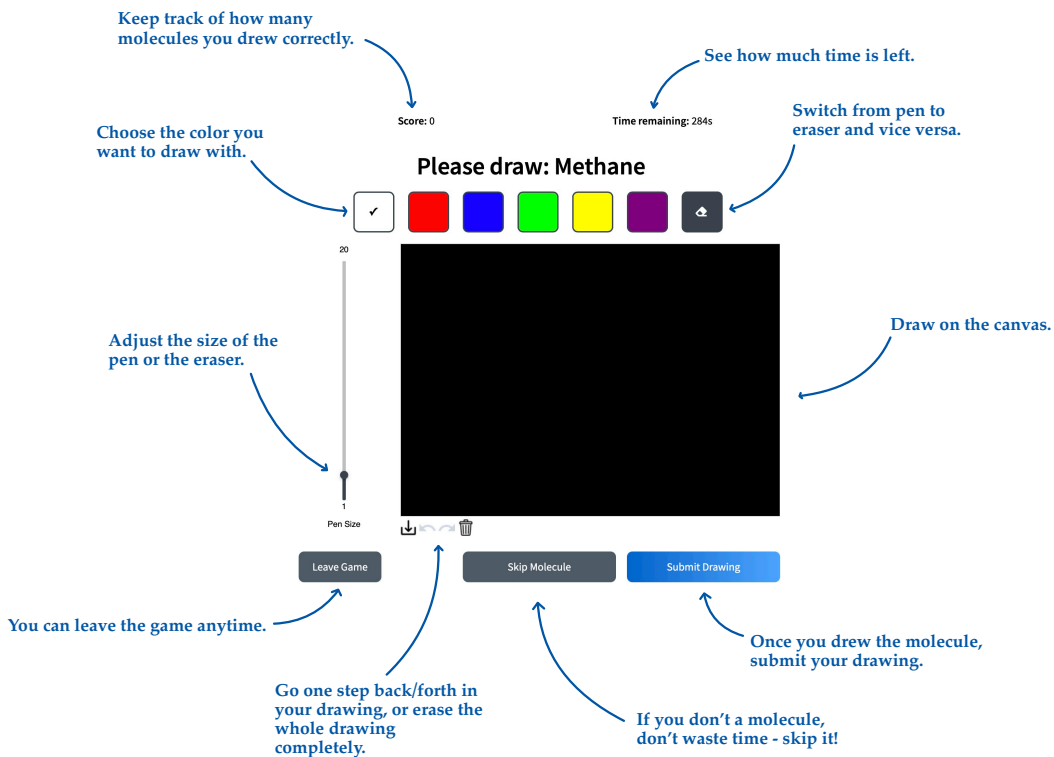 Keep track of how many
molecules you drew correctly.
See how much time is left.
Score: 0
Time remaining: 284s
Switch from pen to
eraser and vice versa.
Choose the color you
want to draw with.
Please draw: Methane
20
Adjust the size of the
pen or the eraser.
Draw on the canvas.
1
Pen Size
Leave Game
Skip Molecule
Submit Drawing
You can leave the game anytime.
Once you drew the molecule,
submit your drawing.
Go one step back/forth in
your drawing, or erase the
whole drawing
completely.
If you don't a molecule,
don't waste time - skip it!